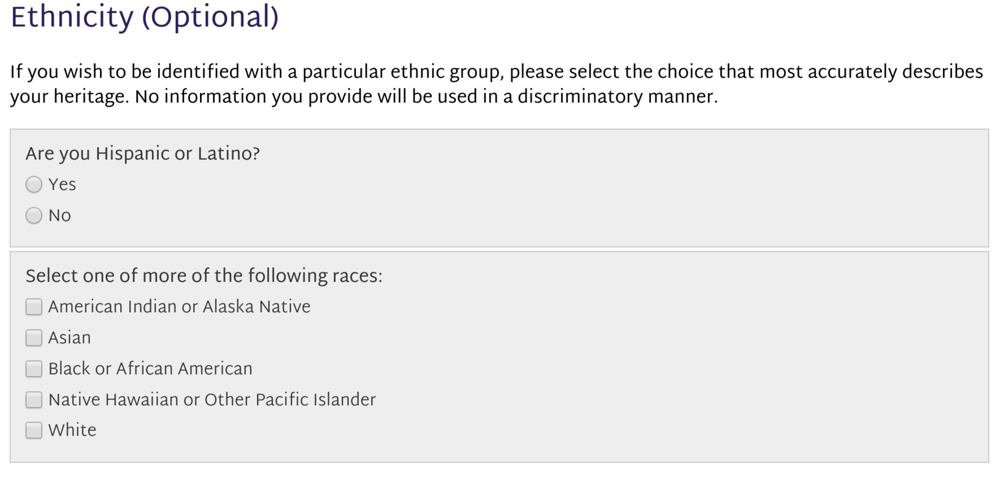 Ethnicity (Optional)
If you wish to be identified with a particular ethnic group, please select the choice that most accurately describes
your heritage. No information you provide will be used in a discriminatory manner.
Are you Hispanic or Latino?
Yes
No
Select one of more of the following races:
American Indian or Alaska Native
Asian
Black or African American
Native Hawaiian or Other Pacific Islander
White